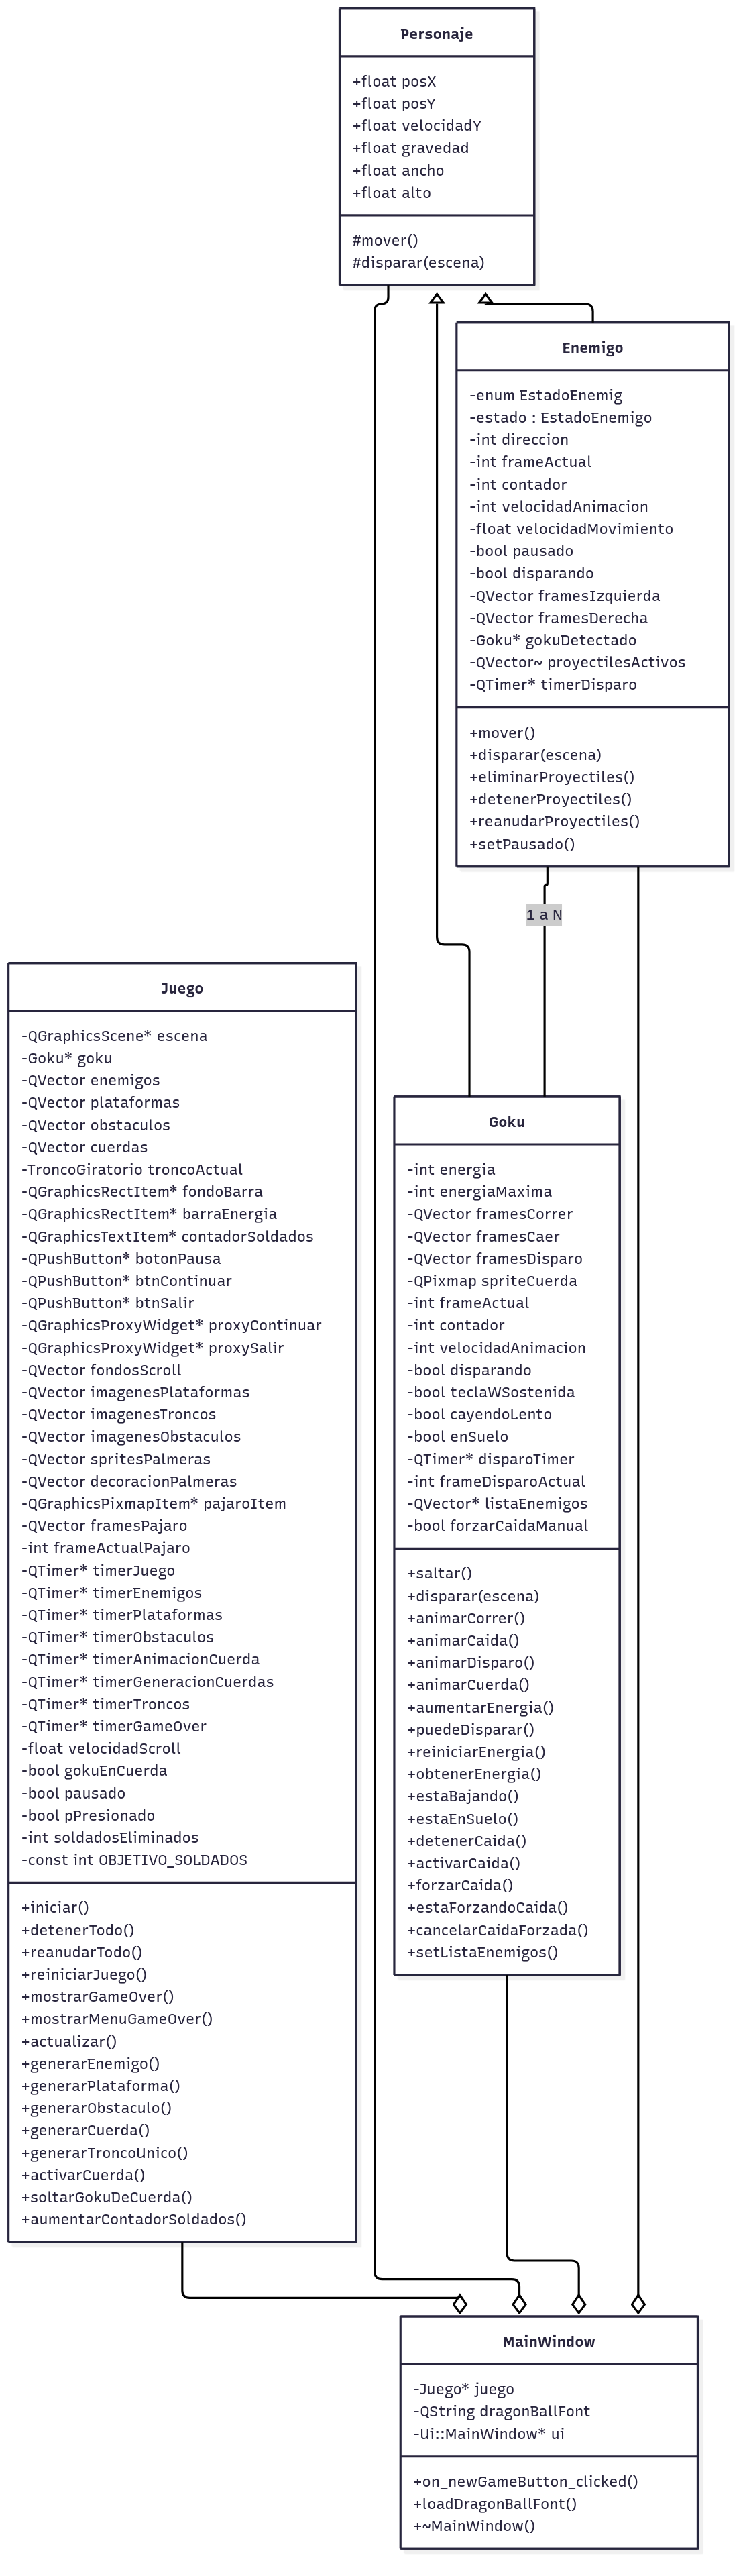 Personaje
+float posX
+float posY
+float velocidadY
+float gravedad
+float ancho
+float alto
#mover()
#disparar(escena)
Enemigo
-enum EstadoEnemig
-estado : EstadoEnemigo
-int direccion
-int frameActual
-int contador
-int velocidadAnimacion
-float velocidadMovimiento
-bool pausado
-bool disparando
-QVector framesIzquierda
-QVector framesDerecha
-Goku* gokuDetectado
-QVector~ proyectilesActivos
-QTimer* timerDisparo
+mover()
+disparar(escena)
+eliminarProyectiles()
+detenerProyectiles()
+reanudarProyectiles()
+setPausado()
1 a N
Juego
-QGraphicsScene* escena
-Goku* goku
-QVector enemigos
-QVector plataformas
-QVector obstaculos
-QVector cuerdas
-TroncoGiratorio troncoActual
-QGraphicsRectItem* fondoBarra
-QGraphicsRectItem* barraEnergia
-QGraphicsTextItem* contadorSoldados
-QPushButton* botonPausa
-QPushButton* btnContinuar
-QPushButton* btnSalir
-QGraphicsProxyWidget* proxyContinuar
-QGraphicsProxyWidget* proxySalir
-QVector fondosScroll
-QVector imagenesPlataformas
-QVector imagenesTroncos
-QVector imagenesObstaculos
-QVector spritesPalmeras
-QVector decoracionPalmeras
-QGraphicsPixmapItem* pajaroItem
-QVector framesPajaro
-int frameActualPajaro
-QTimer* timerJuego
-QTimer* timerEnemigos
-QTimer* timerPlataformas
-QTimer* timerObstaculos
-QTimer* timerAnimacionCuerda
-QTimer* timerGeneracionCuerdas
-QTimer* timerTroncos
-QTimer* timerGameOver
-float velocidadScroll
-bool gokuEnCuerda
-bool pausado
-bool pPresionado
-int soldadosEliminados
-const int OBJETIVO_SOLDADOS
+iniciar()
+detenerTodo()
+reanudarTodo()
+reiniciarJuego()
+mostrarGameOver()
+mostrarMenuGameOver()
+actualizar()
+generarEnemigo()
+generarPlataforma()
+generarObstaculo()
+generarCuerda()
+generarTroncoUnico()
+activarCuerda()
+soltarGokuDeCuerda()
+aumentarContadorSoldados()
Goku
-int energia
-int energiaMaxima
-QVector framesCorrer
-QVector framesCaer
-QVector framesDisparo
-QPixmap spriteCuerda
-int frameActual
-int contador
-int velocidadAnimacion
-bool disparando
-bool teclaWSostenida
-bool cayendoLento
-bool enSuelo
-QTimer* disparoTimer
-int frameDisparoActual
-QVector* listaEnemigos
-bool forzarCaidaManual
+saltar()
+disparar(escena)
+animarCorrer()
+animarCaida()
+animarDisparo()
+animarCuerda()
+aumentarEnergia()
+puedeDisparar()
+reiniciarEnergia()
+obtenerEnergia()
+estaBajando()
+estaEnSuelo()
+detenerCaida()
+activarCaida()
+forzarCaida()
+estaForzandoCaida()
+cancelarCaidaForzada()
+setListaEnemigos()
MainWindow
-Juego* juego
-QString dragonBallFont
-Ui::MainWindow* ui
+on_newGameButton_clicked()
+loadDragonBallFont()
+~MainWindow()